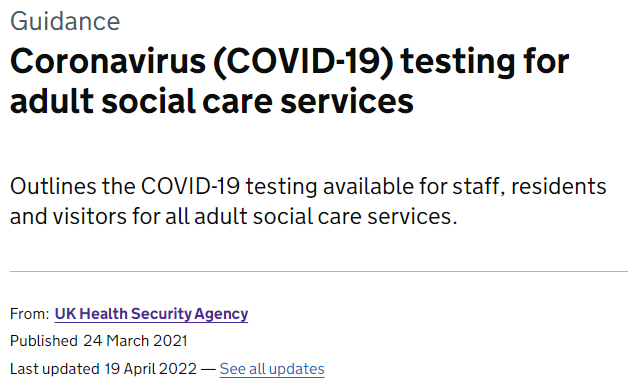 Guidance
Coronavirus (COVID-19) testing for
adult social care services
Outlines the COVID-19 testing available for staff, residents
and visitors for all adult social care services.
From: UK Health Security Agency
Published 24 March 2021
Last updated 19 April 2022 — See all updates